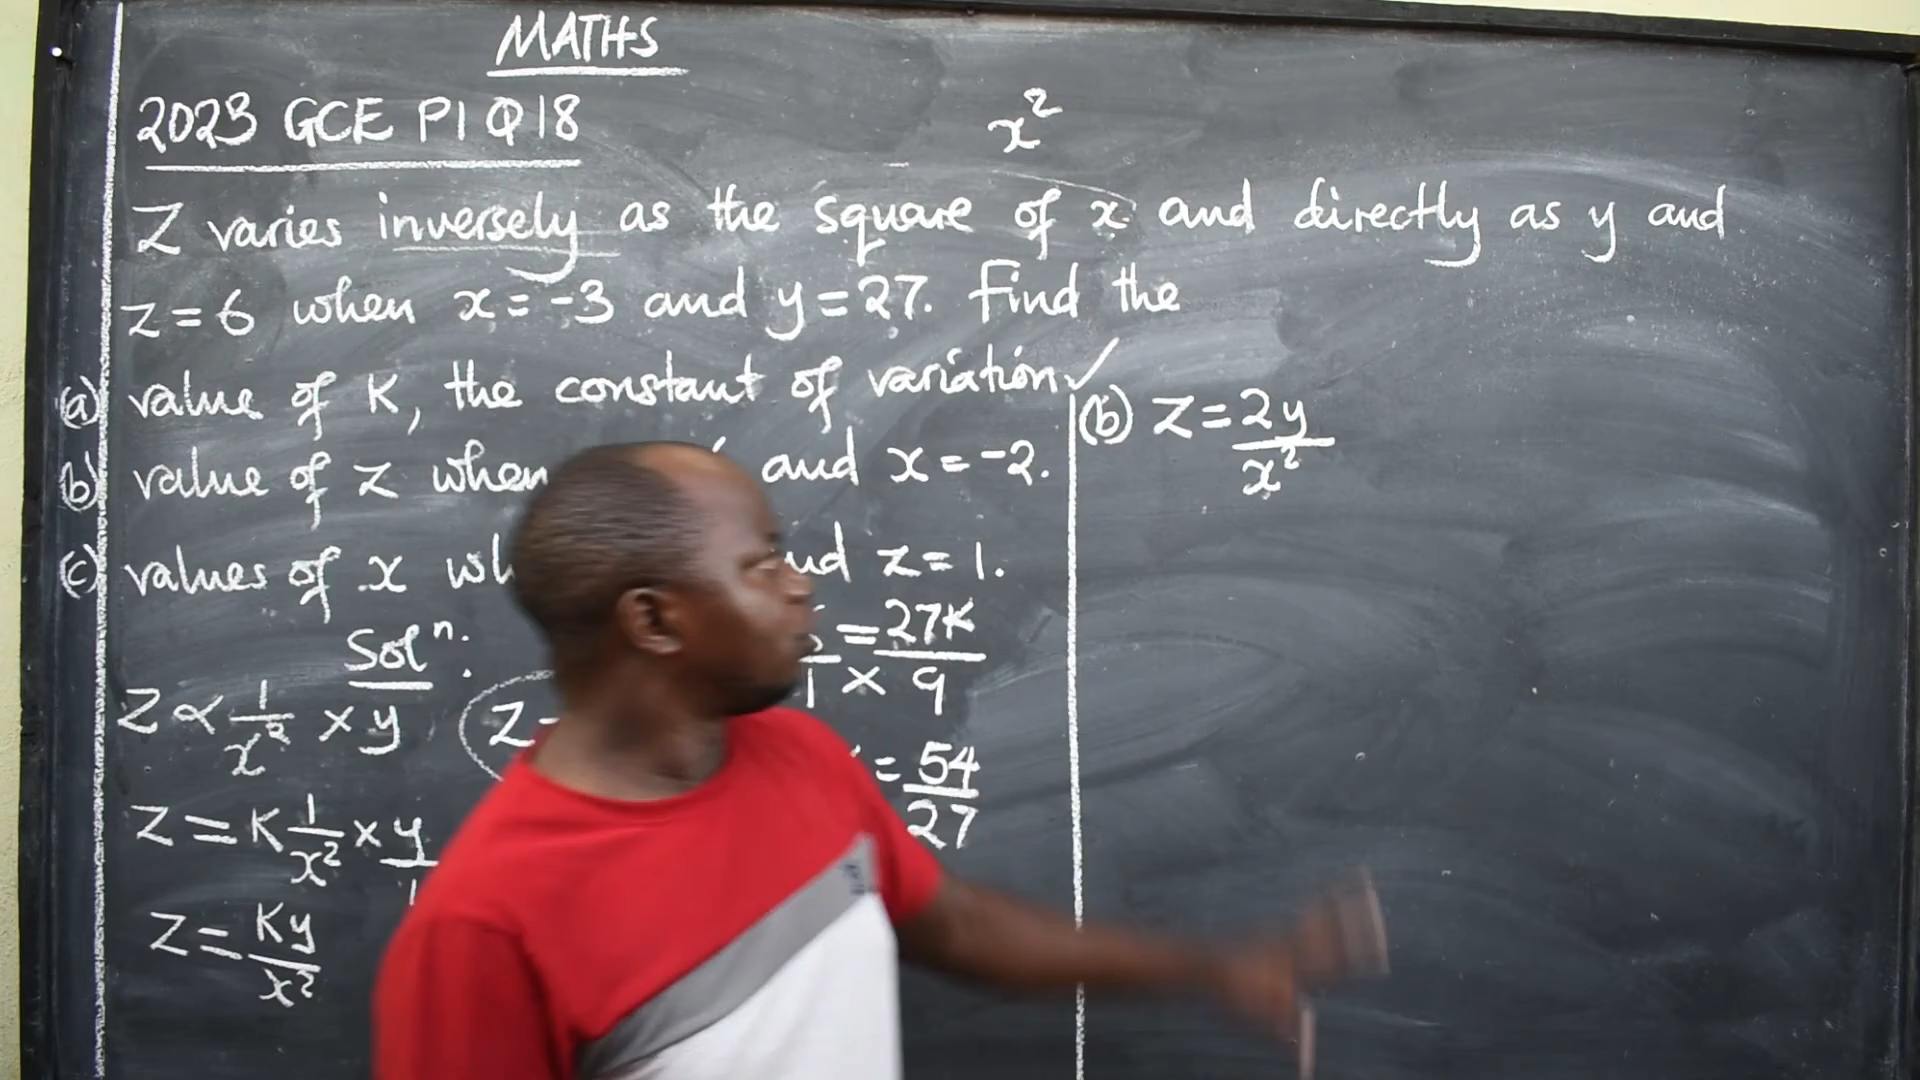 MATHS
2023 GCE P1 Q18
x²
Z varies inversely as the square of x and directly as y and
z = 6 when x = -3 and y = 27. Find the
(a) value of K, the constant of variation ✓
(b) value of z when and x = -2.
(c) values of x z = 1.
Solⁿ:
Z ∝ 1/x² × y
Z = K 1/x² × y/1
Z = Ky/x²
Z
= 27K/9
1 ×
= 54/27
(b) Z = 2y/x²